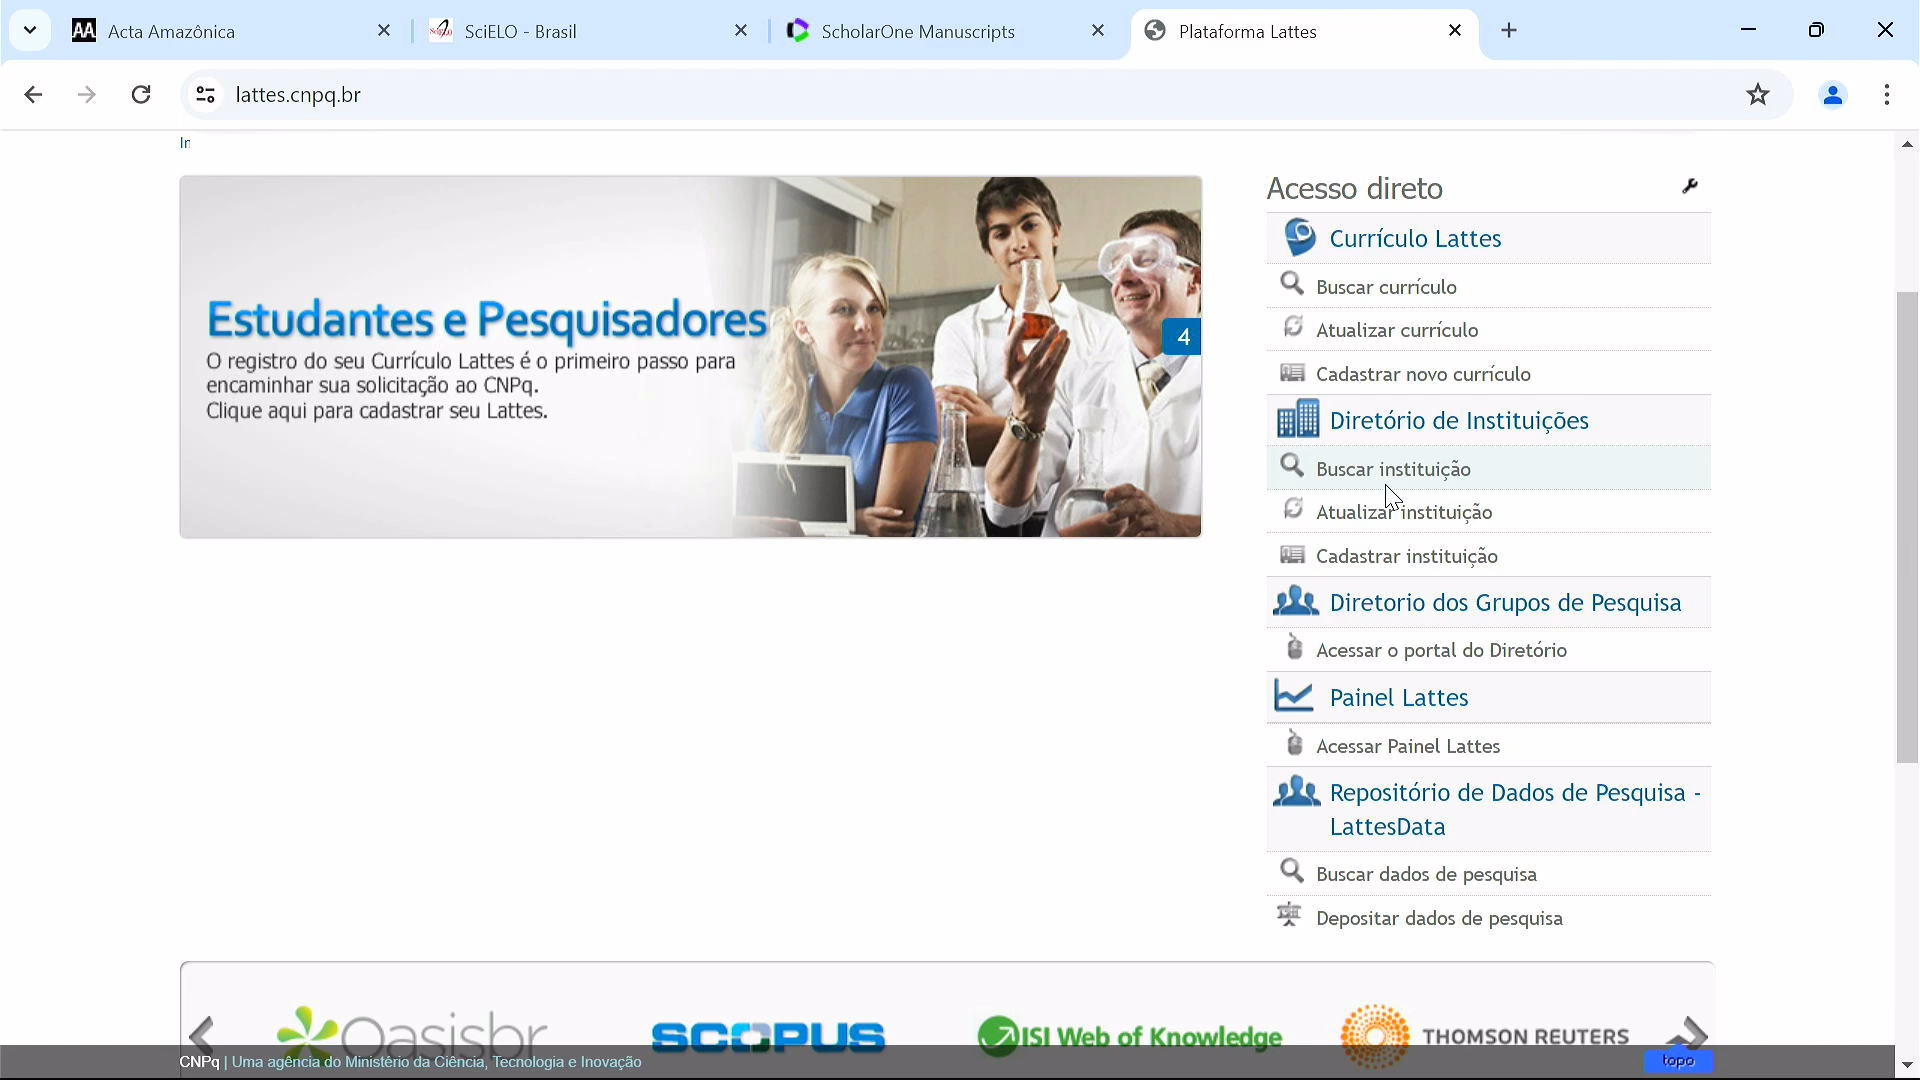 Acta Amazônica
SciELO - Brasil
ScholarOne Manuscripts
Plataforma Lattes
lattes.cnpq.br
In
Estudantes e Pesquisadores
O registro do seu Currículo Lattes é o primeiro passo para
encaminhar sua solicitação ao CNPq.
Clique aqui para cadastrar seu Lattes.
4
Acesso direto
Currículo Lattes
Buscar currículo
Atualizar currículo
Cadastrar novo currículo
Diretório de Instituições
Buscar instituição
Atualizar instituição
Cadastrar instituição
Diretorio dos Grupos de Pesquisa
Acessar o portal do Diretório
Painel Lattes
Acessar Painel Lattes
Repositório de Dados de Pesquisa -
LattesData
Buscar dados de pesquisa
Depositar dados de pesquisa
Oasisbr
SCOPUS
ISI Web of Knowledge
THOMSON REUTERS
CNPq | Uma agência do Ministério da Ciência, Tecnologia e Inovação
topo